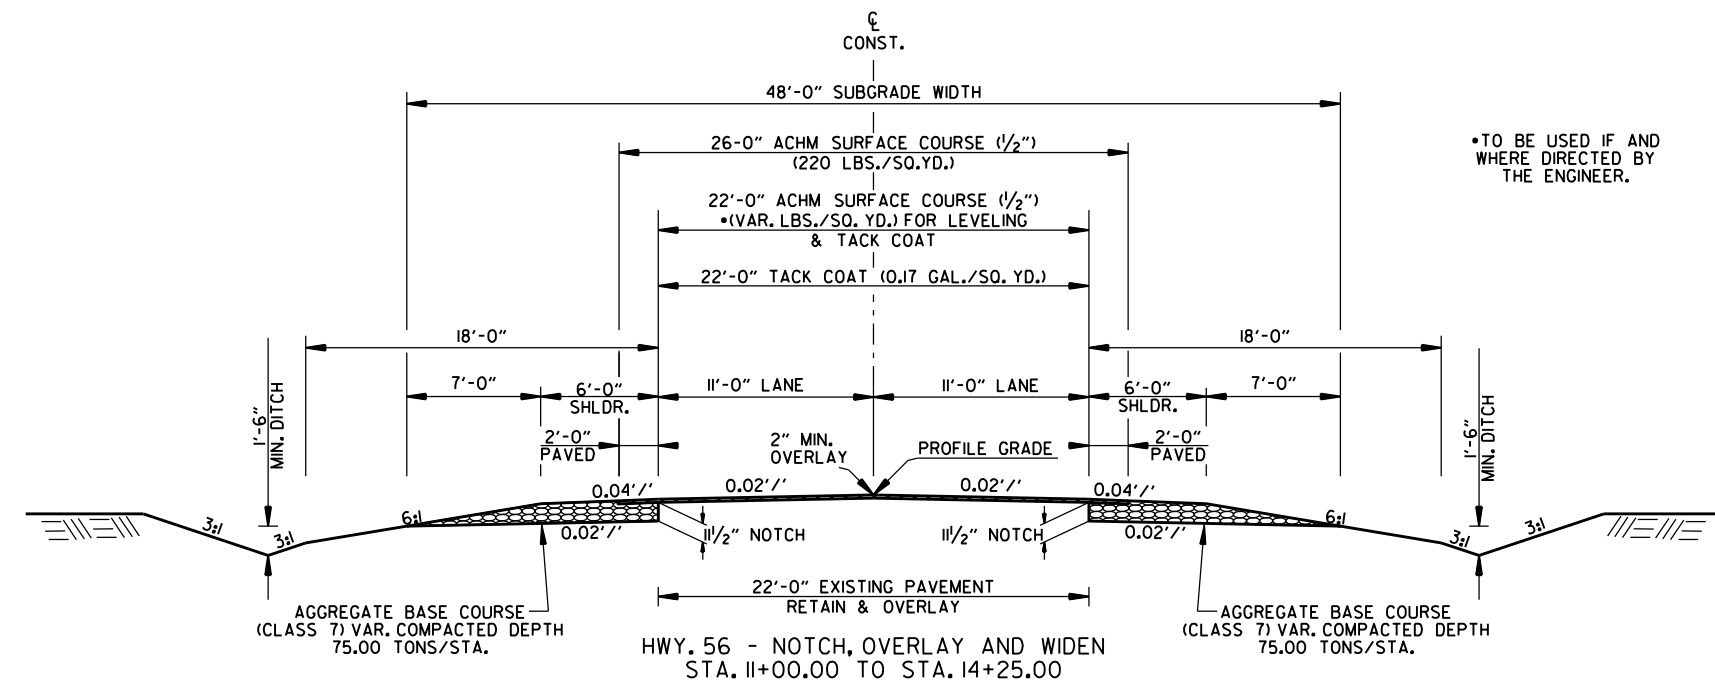 ℄
CONST.
48'-0" SUBGRADE WIDTH
26-0" ACHM SURFACE COURSE (1/2")
(220 LBS./SQ.YD.)
•TO BE USED IF AND
WHERE DIRECTED BY
THE ENGINEER.
22'-0" ACHM SURFACE COURSE (1/2")
•(VAR. LBS./SQ. YD.) FOR LEVELING
& TACK COAT
22'-0" TACK COAT (0.17 GAL./SQ. YD.)
18'-0"
18'-0"
7'-0"
6'-0"
SHLDR.
11'-0" LANE
11'-0" LANE
6'-0"
SHLDR.
7'-0"
1'-6"
MIN. DITCH
1'-6"
MIN. DITCH
2'-0"
PAVED
2" MIN.
OVERLAY
PROFILE GRADE
2'-0"
PAVED
0.04'/'
0.02'/'
0.02'/'
0.04'/'
3:1
3:1
6:1
0.02'/'
11 1/2" NOTCH
11 1/2" NOTCH
0.02'/'
6:1
3:1
3:1
22'-0" EXISTING PAVEMENT
RETAIN & OVERLAY
AGGREGATE BASE COURSE
(CLASS 7) VAR. COMPACTED DEPTH
75.00 TONS/STA.
AGGREGATE BASE COURSE
(CLASS 7) VAR. COMPACTED DEPTH
75.00 TONS/STA.
HWY. 56 - NOTCH, OVERLAY AND WIDEN
STA. 11+00.00 TO STA. 14+25.00